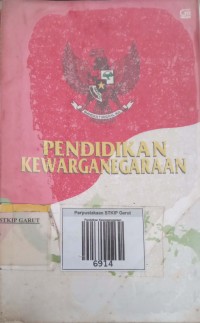 PENDIDIKAN
KEWARGANEGARAAN
STKIP GARUT
Perpustakaan STKIP Garut
6914